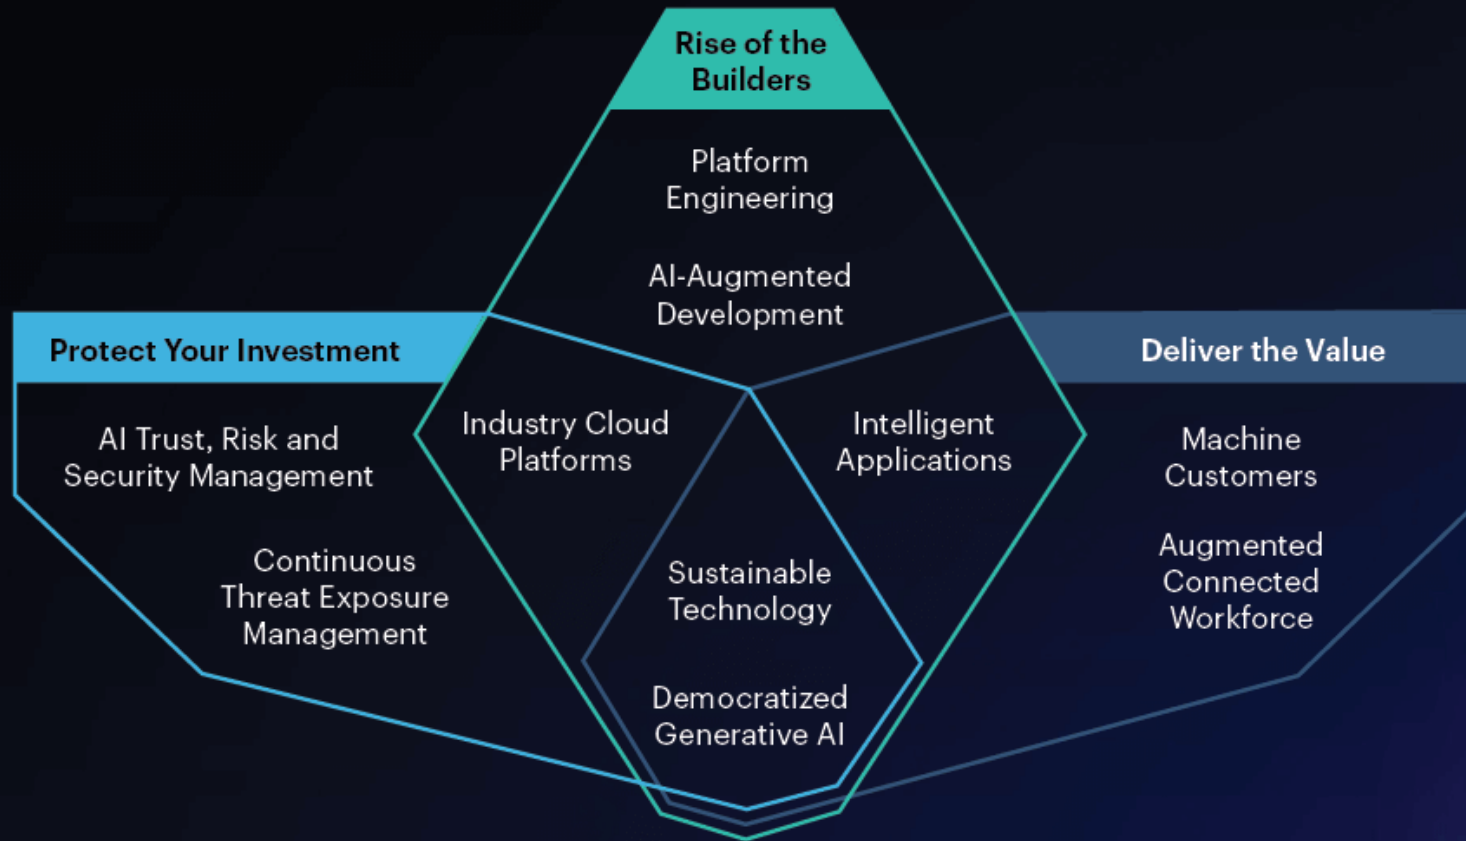 Rise of the
Builders
Platform
Engineering
AI-Augmented
Development
Protect Your Investment
AI Trust, Risk and
Security Management
Continuous
Threat Exposure
Management
Industry Cloud
Platforms
Intelligent
Applications
Sustainable
Technology
Democratized
Generative AI
Deliver the Value
Machine
Customers
Augmented
Connected
Workforce